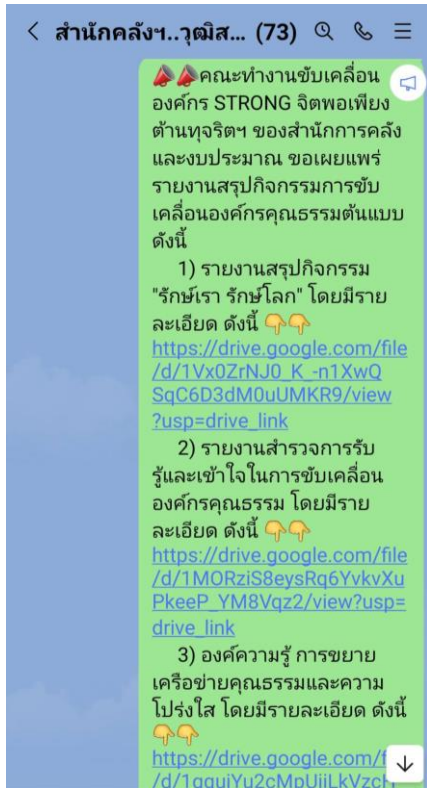 สำนักคลังฯ..วุฒิส... (73)
📣📣คณะทำงานขับเคลื่อน
องค์กร STRONG จิตพอเพียง
ต้านทุจริตฯ ของสำนักการคลัง
และงบประมาณ ขอเผยแพร่
รายงานสรุปกิจกรรมการขับ
เคลื่อนองค์กรคุณธรรมต้นแบบ
ดังนี้
1) รายงานสรุปกิจกรรม
"รักษ์เรา รักษ์โลก" โดยมีราย
ละเอียด ดังนี้ 👇👇
https://drive.google.com/file
/d/1Vx0ZrNJ0_K_-n1XwQ
SqC6D3dM0uUMKR9/view
?usp=drive_link
2) รายงานสำรวจการรับ
รู้และเข้าใจในการขับเคลื่อน
องค์กรคุณธรรม โดยมีราย
ละเอียด ดังนี้ 👇👇
https://drive.google.com/file
/d/1MORziS8eysRq6YvkvXu
PkeeP_YM8Vqz2/view?usp=
drive_link
3) องค์ความรู้ การขยาย
เครือข่ายคุณธรรมและความ
โปร่งใส โดยมีรายละเอียด ดังนี้
👇👇
https://drive.google.com/f